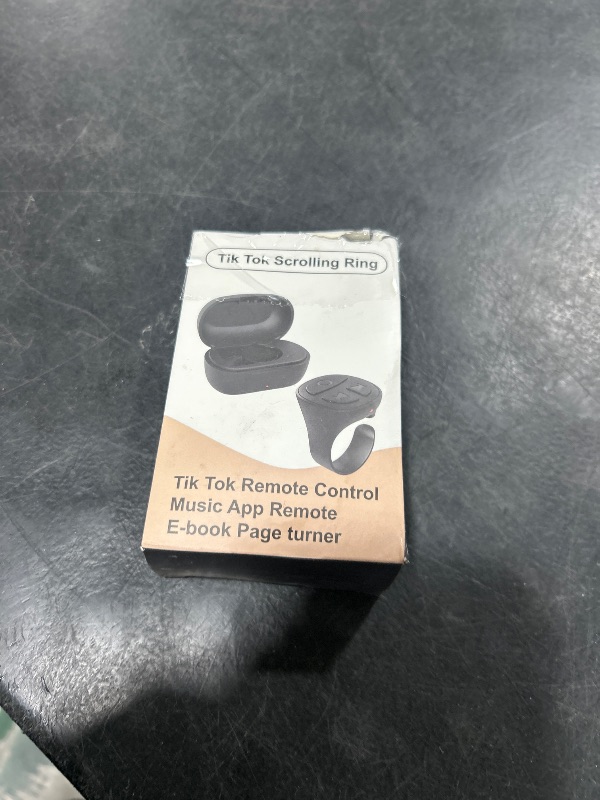 Tik Tok Scrolling Ring
Tik Tok Remote Control
Music App Remote
E-book Page turner